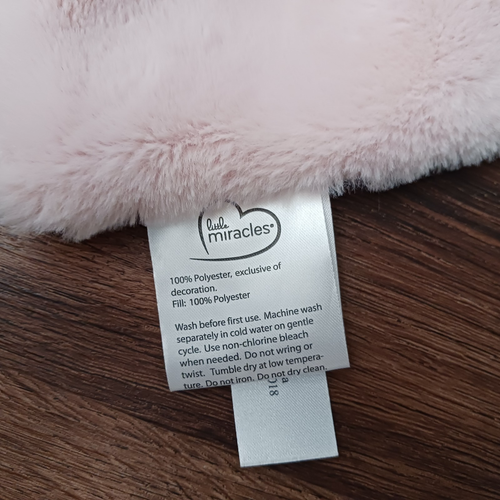 little
miracles®
100% Polyester, exclusive of
decoration.
Fill: 100% Polyester
Wash before first use. Machine wash
separately in cold water on gentle
cycle. Use non-chlorine bleach
when needed. Do not wring or
twist. Tumble dry at low tempera-
ture. Do not iron. Do not dry clean.